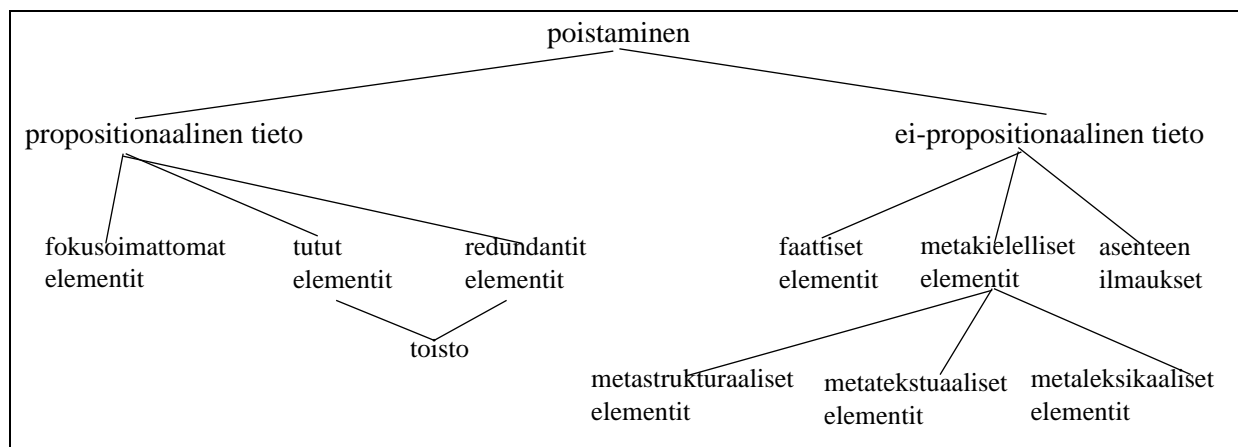 poistaminen
propositionaalinen tieto
ei-propositionaalinen tieto
fokusoimattomat
elementit
tutut
elementit
redundantit
elementit
faattiset
elementit
metakielelliset
elementit
asenteen
ilmaukset
toisto
metastrukturaaliset
elementit
metatekstuaaliset
elementit
metaleksikaaliset
elementit